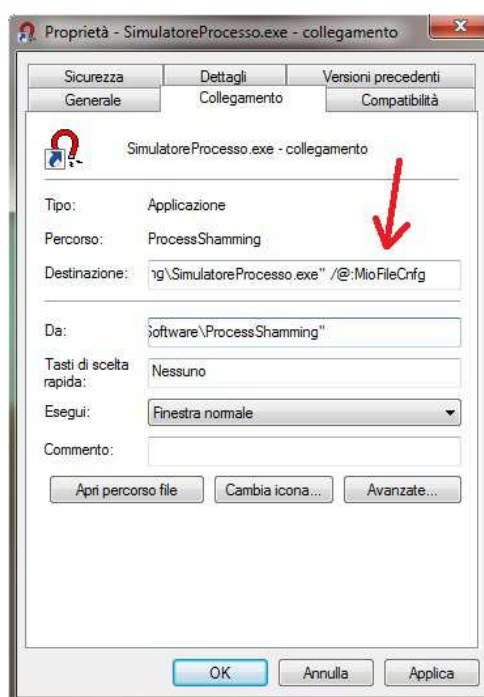 Proprietà - SimulatoreProcesso.exe - collegamento
Sicurezza Dettagli Versioni precedenti
Generale Collegamento Compatibilità
SimulatoreProcesso.exe - collegamento
Tipo: Applicazione
Percorso: ProcessShamming
Destinazione: ng\SimulatoreProcesso.exe" /@:MioFileCnfg
Da: Software\ProcessShamming"
Tasti di scelta
rapida: Nessuno
Esegui: Finestra normale
Commento:
Apri percorso file Cambia icona... Avanzate...
OK Annulla Applica